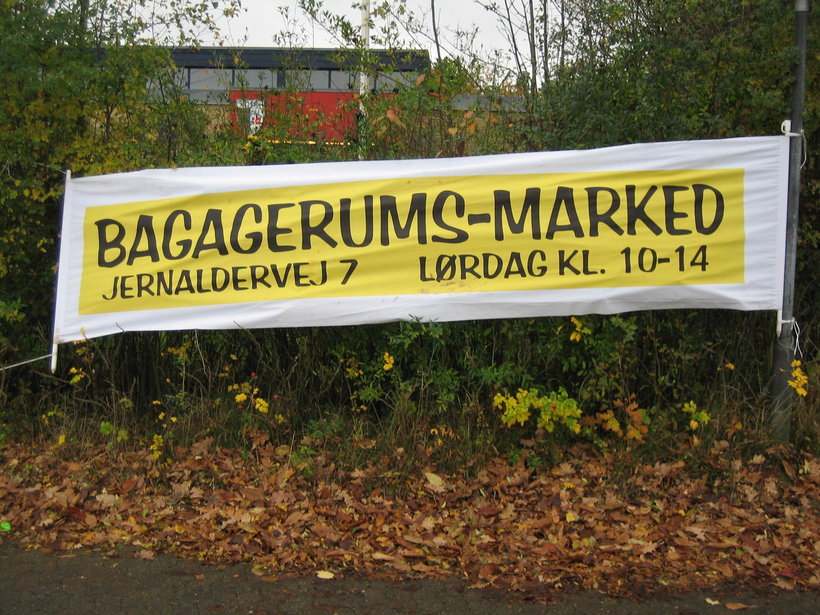 BAGAGERUMS-MARKED
JERNALDERVEJ 7 LØRDAG KL. 10-14